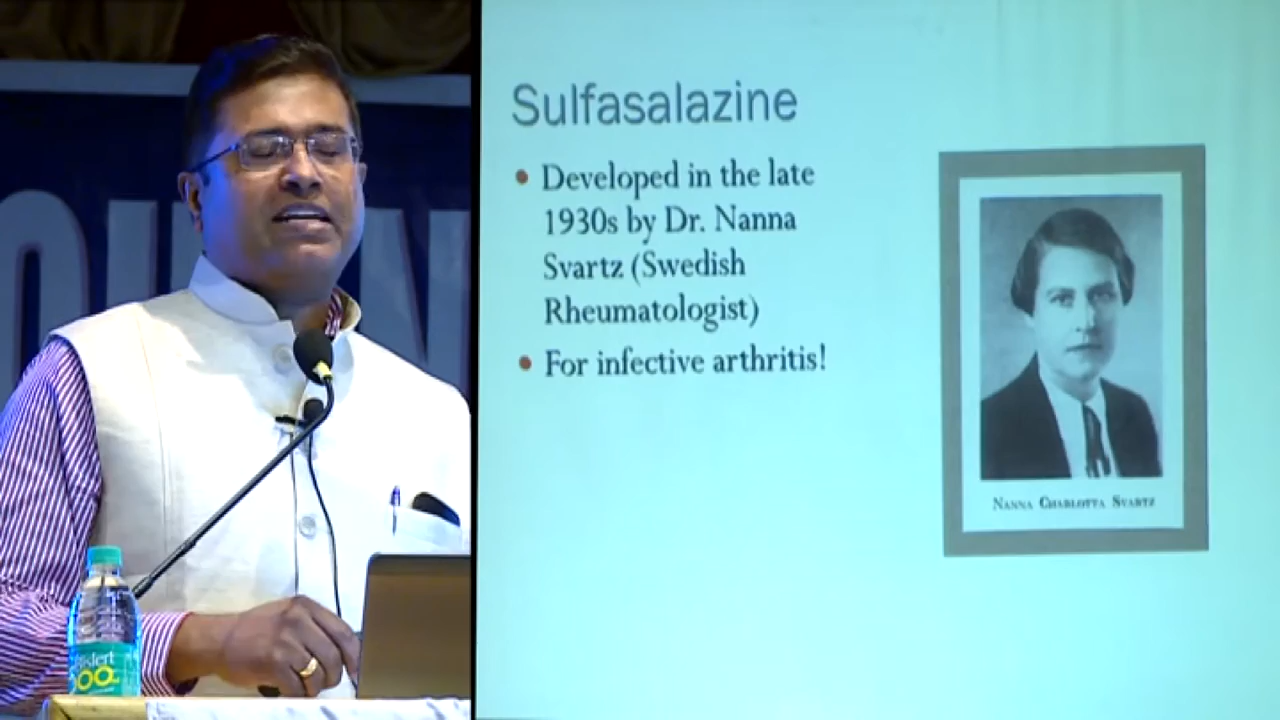 Sulfasalazine
• Developed in the late
1930s by Dr. Nanna
Svartz (Swedish
Rheumatologist)
• For infective arthritis!
NANNA CHARLOTTA SVARTZ